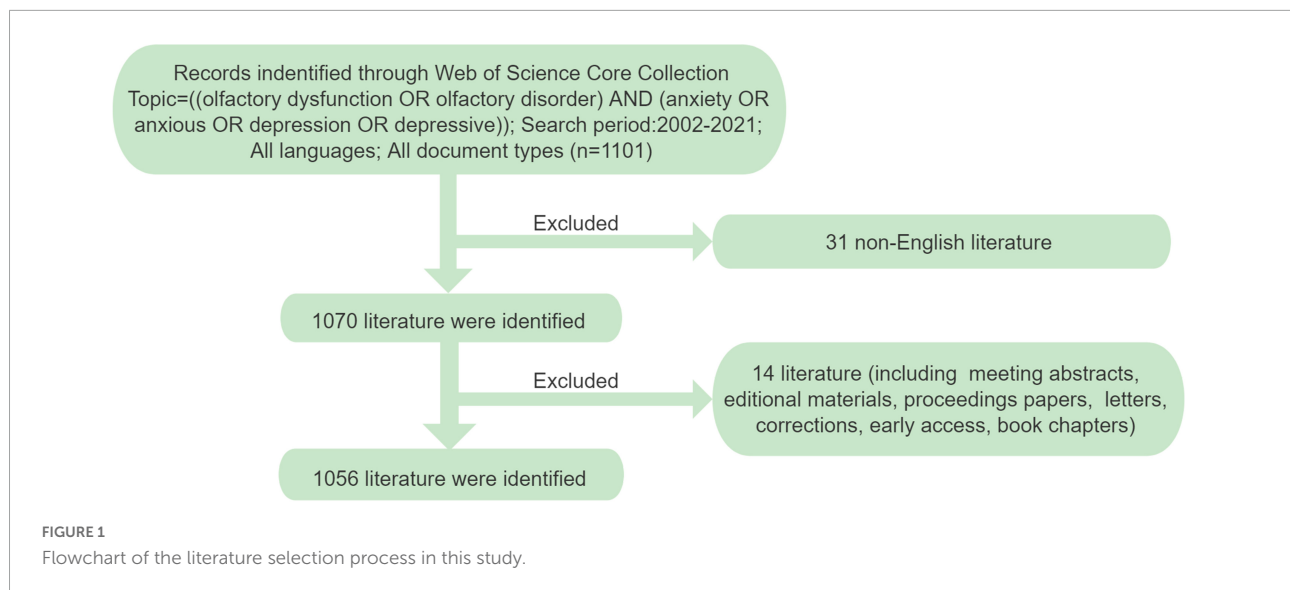 Records indentified through Web of Science Core Collection
Topic=((olfactory dysfunction OR olfactory disorder) AND (anxiety OR
anxious OR depression OR depressive)); Search period:2002-2021;
All languages; All document types (n=1101)
Excluded
31 non-English literature
1070 literature were identified
Excluded
14 literature (including meeting abstracts,
editional materials, proceedings papers, letters,
corrections, early access, book chapters)
1056 literature were identified
FIGURE 1
Flowchart of the literature selection process in this study.